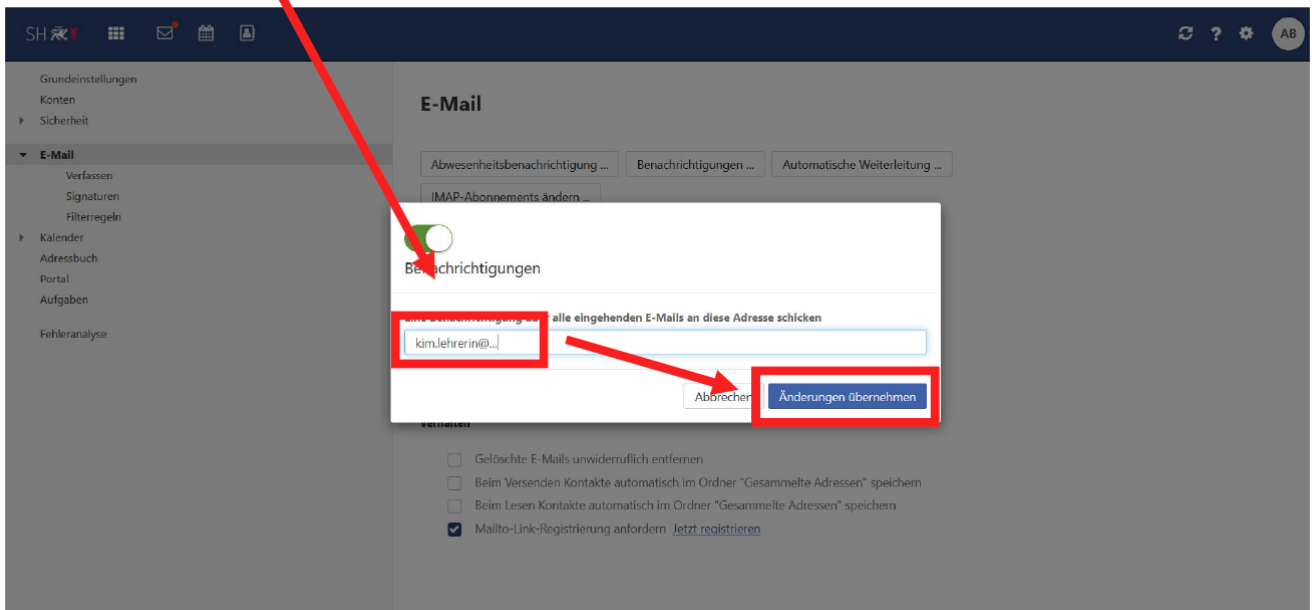 SH
AB
Grundeinstellungen
Konten
Sicherheit
E-Mail
Verfassen
Signaturen
Filterregeln
Kalender
Adressbuch
Portal
Aufgaben
Fehleranalyse
E-Mail
Abwesenheitsbenachrichtigung ... Benachrichtigungen ... Automatische Weiterleitung ...
IMAP-Abonnements ändern ...
Benachrichtigungen
Eine Benachrichtigung über alle eingehenden E-Mails an diese Adresse schicken
kim.lehrerin@...
Abbrechen Änderungen übernehmen
Verhalten
Gelöschte E-Mails unwiderruflich entfernen
Beim Versenden Kontakte automatisch im Ordner "Gesammelte Adressen" speichern
Beim Lesen Kontakte automatisch im Ordner "Gesammelte Adressen" speichern
Mailto-Link-Registrierung anfordern Jetzt registrieren